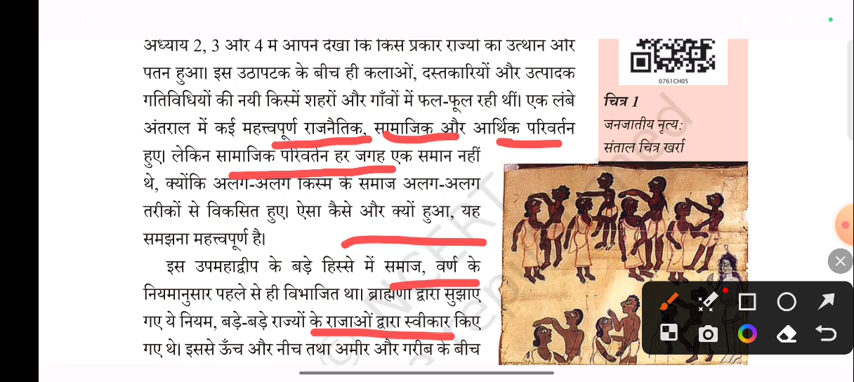 अध्याय 2, 3 और 4 में आपने देखा कि किस प्रकार राज्यों का उत्थान और
पतन हुआ। इस उठापटक के बीच ही कलाओं, दस्तकारियों और उत्पादक
गतिविधियों की नयी किस्में शहरों और गाँवों में फल-फूल रही थीं। एक लंबे
अंतराल में कई महत्त्वपूर्ण राजनैतिक, सामाजिक और आर्थिक परिवर्तन
हुए। लेकिन सामाजिक परिवर्तन हर जगह एक समान नहीं
थे, क्योंकि अलग-अलग किस्म के समाज अलग-अलग
तरीकों से विकसित हुए। ऐसा कैसे और क्यों हुआ, यह
समझना महत्त्वपूर्ण है।
इस उपमहाद्वीप के बड़े हिस्से में समाज, वर्ण के
नियमानुसार पहले से ही विभाजित था। ब्राह्मणों द्वारा सुझाए
गए ये नियम, बड़े-बड़े राज्यों के राजाओं द्वारा स्वीकार किए
गए थे। इससे ऊँच और नीच तथा अमीर और गरीब के बीच
0761CH05
चित्र 1
जनजातीय नृत्य:
संताल चित्र खर्रा